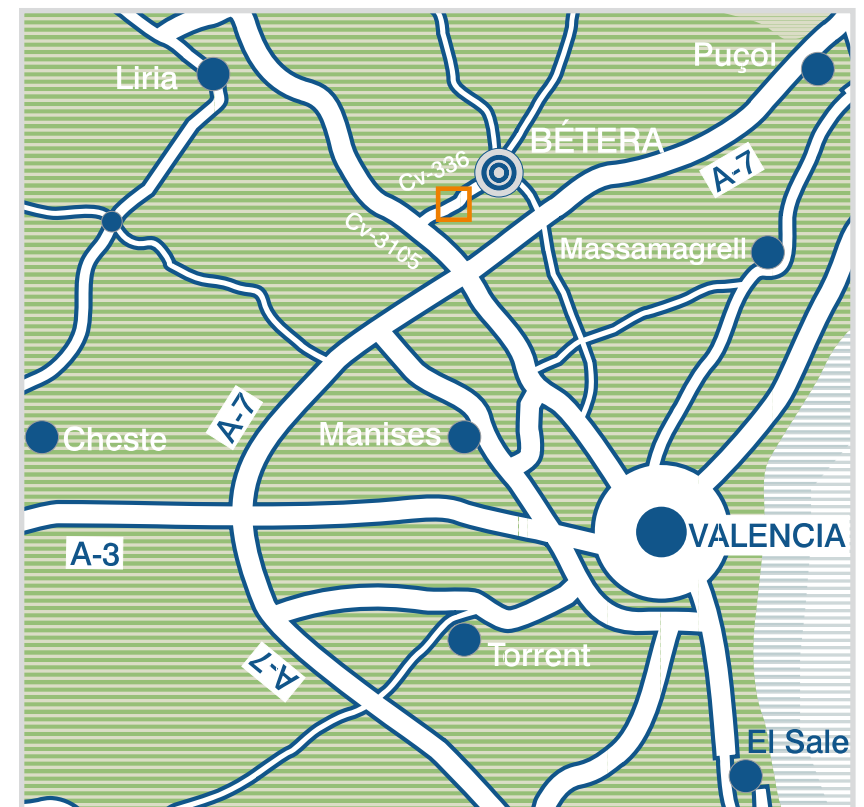 Puçol
Liria
BÉTERA
Cv-336
A-7
Cv-3105
Massamagrell
A-7
Cheste
Manises
VALENCIA
A-3
Torrent
A-7
El Sale